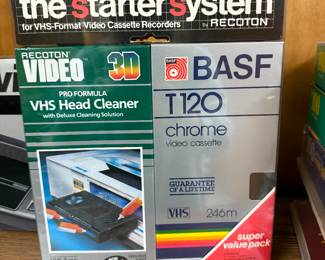 the starter system
for VHS-Format Video Cassette Recorders
by RECOTON
RECOTON
VIDEO 3D
PRO FORMULA
VHS Head Cleaner
with Deluxe Cleaning Solution
BASF
BASF
T120
chrome
video cassette
GUARANTEE
OF A LIFETIME
VHS 246m
super
value pack